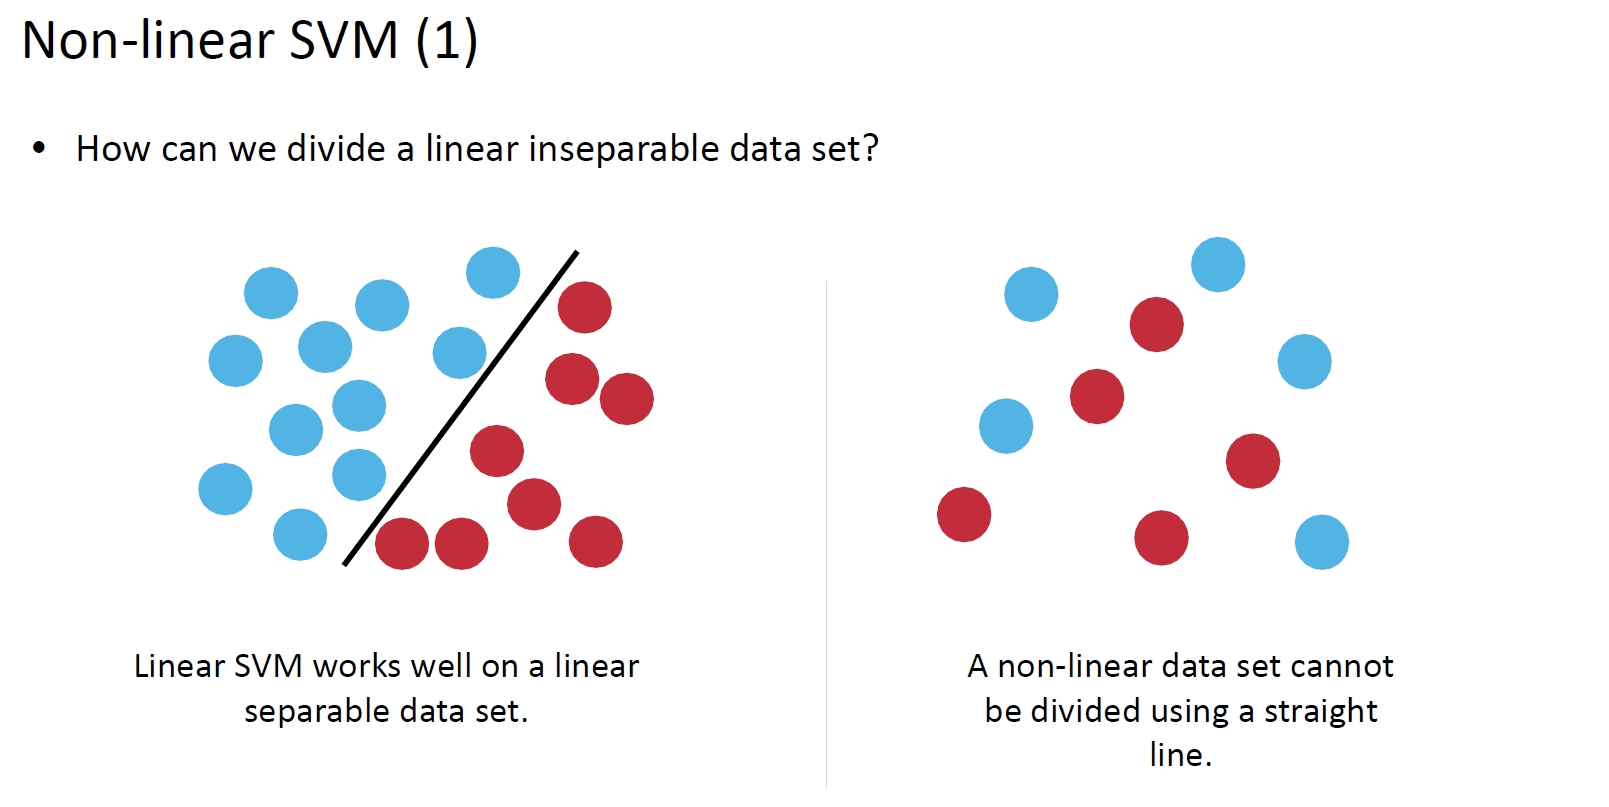 Non-linear SVM (1)
• How can we divide a linear inseparable data set?
Linear SVM works well on a linear
separable data set.
A non-linear data set cannot
be divided using a straight
line.